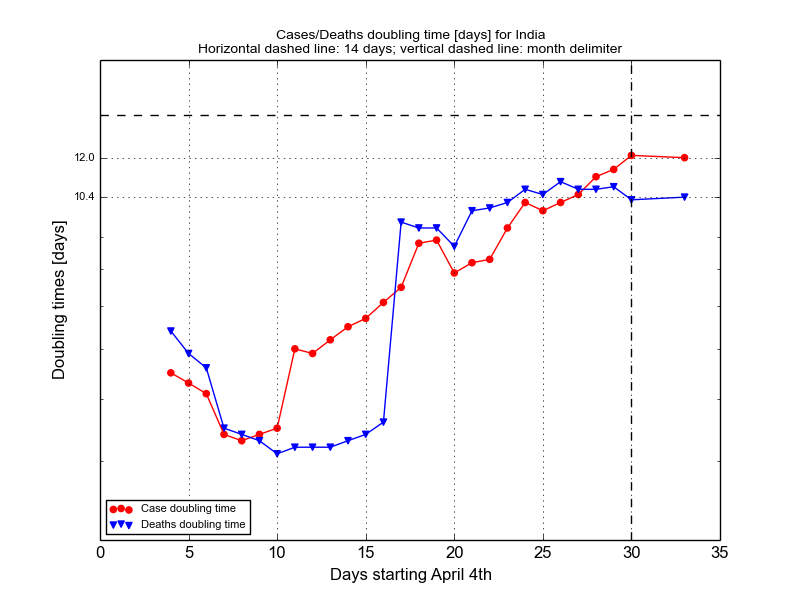 Cases/Deaths doubling time [days] for India
Horizontal dashed line: 14 days; vertical dashed line: month delimiter
12.0
10.4
Doubling times [days]
Case doubling time
Deaths doubling time
0 5 10 15 20 25 30 35
Days starting April 4th